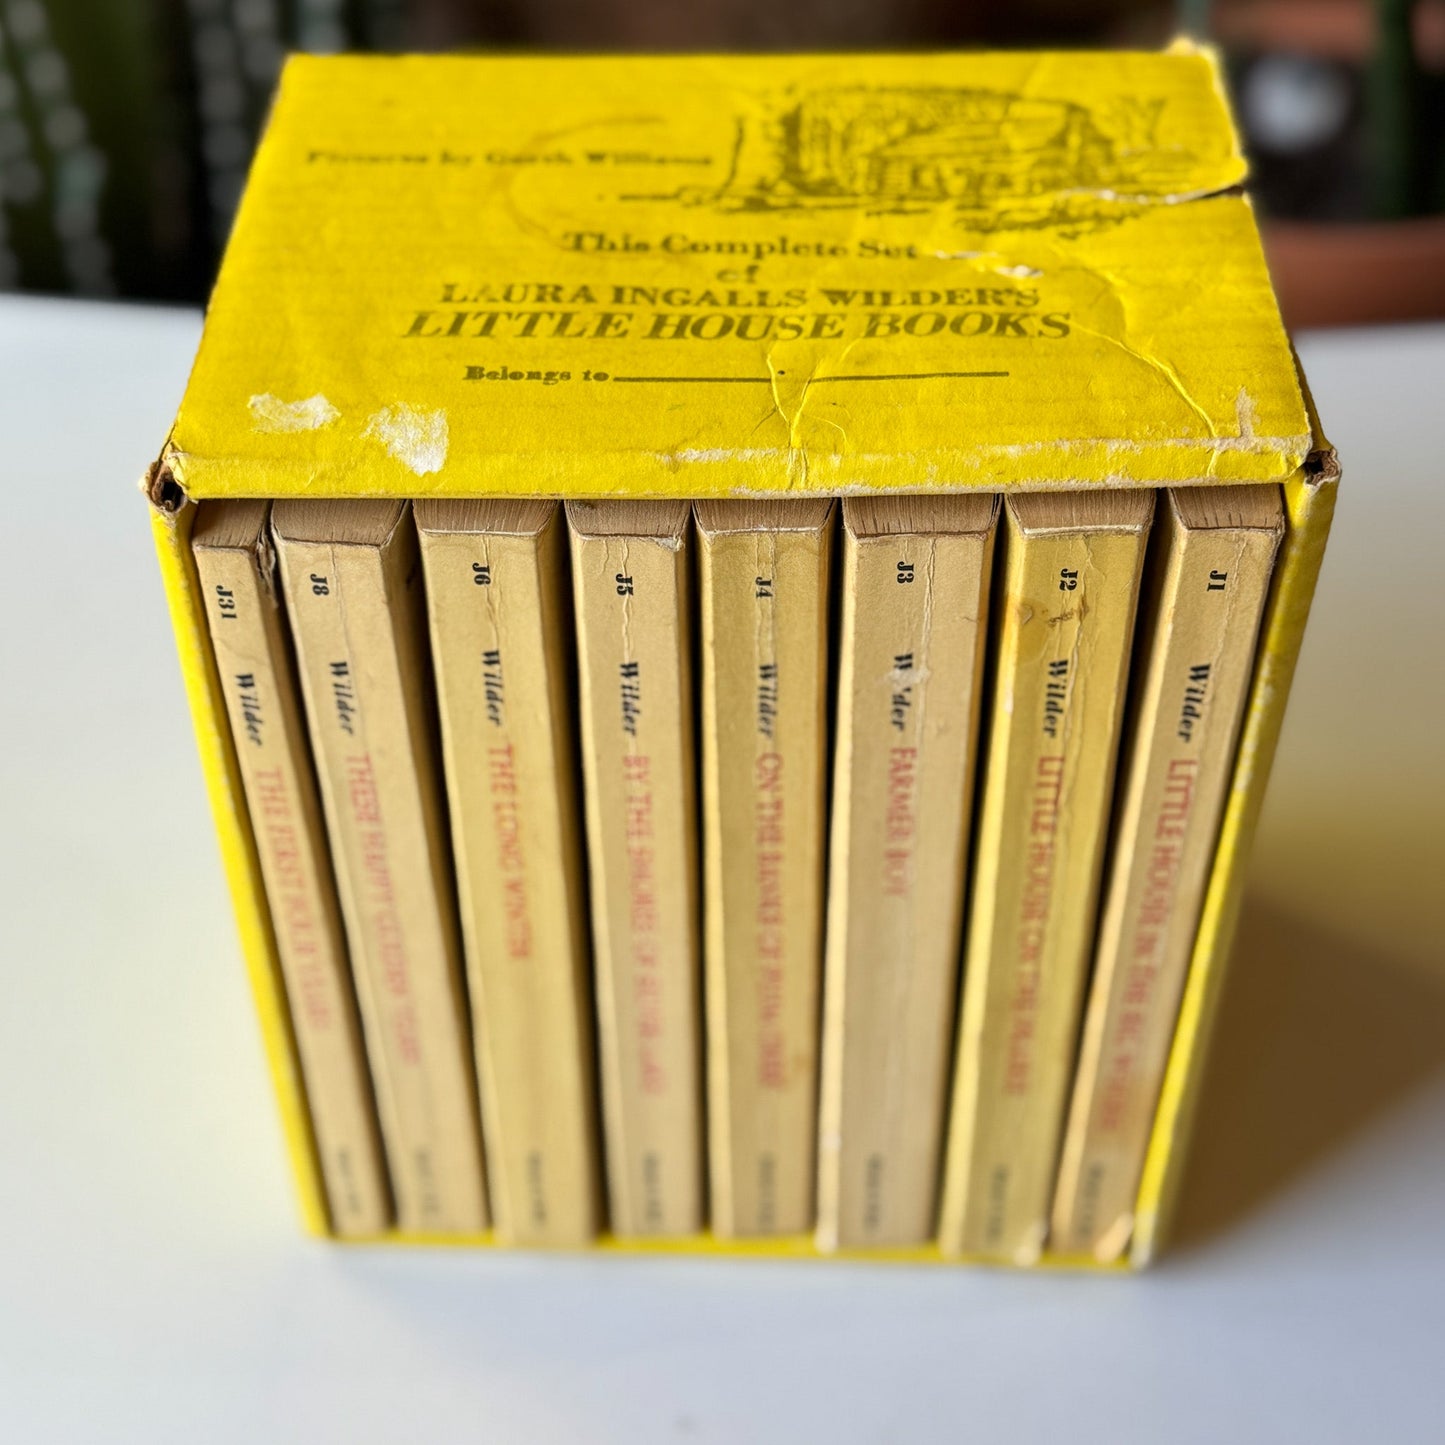 Pictures by Garth Williams
This Complete Set
of
LAURA INGALLS WILDER'S
LITTLE HOUSE BOOKS
Belongs to
J31 Wilder THE FIRST FOUR YEARS
J8 Wilder THESE HAPPY GOLDEN YEARS
J6 Wilder THE LONG WINTER
J5 Wilder BY THE SHORES OF SILVER LAKE
J4 Wilder ON THE BANKS OF PLUM CREEK
J3 Wilder FARMER BOY
J2 Wilder LITTLE HOUSE ON THE PRAIRIE
J1 Wilder LITTLE HOUSE IN THE BIG WOODS